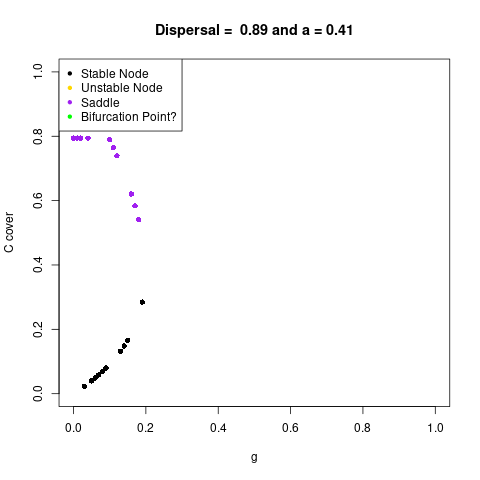 Dispersal =  0.89 and a = 0.41
Stable Node
Unstable Node
Saddle
Bifurcation Point?
C cover
1.0
0.8
0.6
0.4
0.2
0.0
0.0 0.2 0.4 0.6 0.8 1.0
g